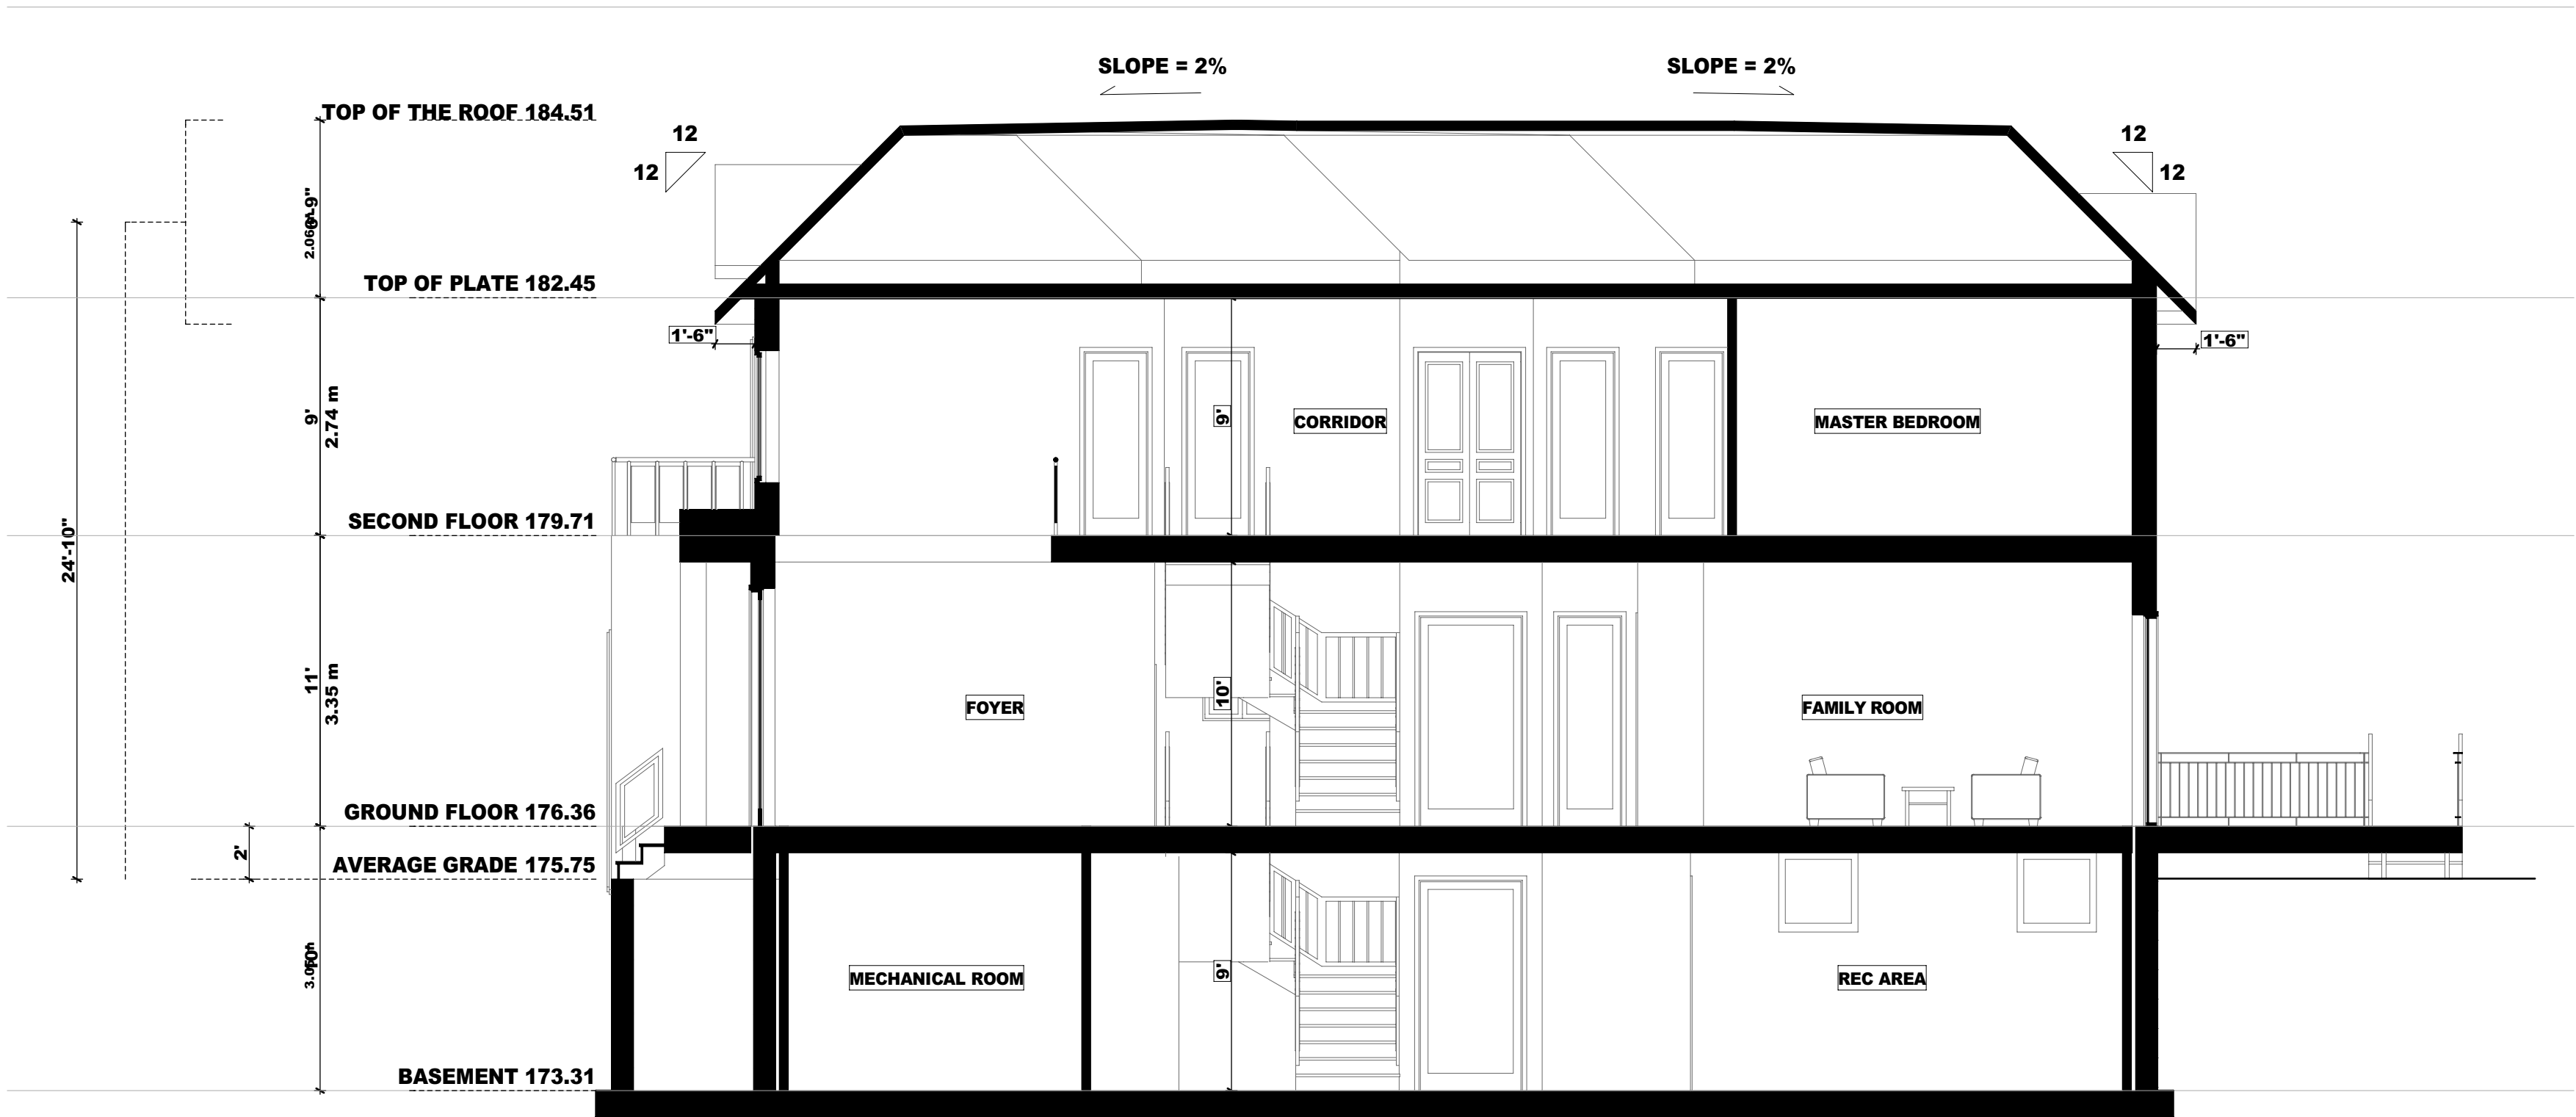 SLOPE = 2%
SLOPE = 2%
TOP OF THE ROOF 184.51
12
12
12
12
TOP OF PLATE 182.45
1'-6"
1'-6"
9'
2.74 m
9'
CORRIDOR
MASTER BEDROOM
SECOND FLOOR 179.71
24'-10"
11'
3.35 m
10'
FOYER
FAMILY ROOM
GROUND FLOOR 176.36
2'
AVERAGE GRADE 175.75
10'
9'
MECHANICAL ROOM
REC AREA
BASEMENT 173.31